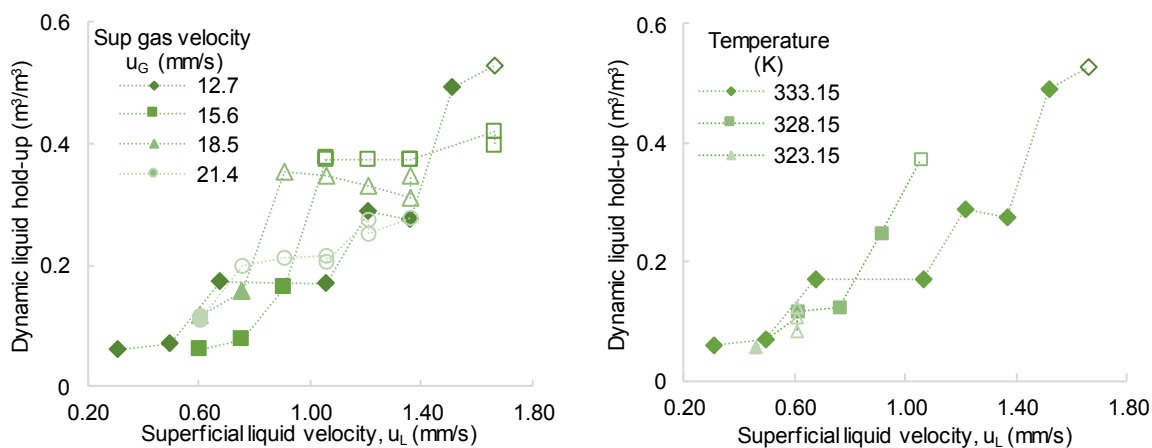 0.6
0.4
0.2
0
Dynamic liquid hold-up (m³/m³)
Sup gas velocity
u_G (mm/s)
12.7
15.6
18.5
21.4
0.20 0.60 1.00 1.40 1.80
Superficial liquid velocity, u_L (mm/s)
0.6
0.4
0.2
0
Dynamic liquid hold-up (m³/m³)
Temperature
(K)
333.15
328.15
323.15
0.20 0.60 1.00 1.40 1.80
Superficial liquid velocity, u_L (mm/s)